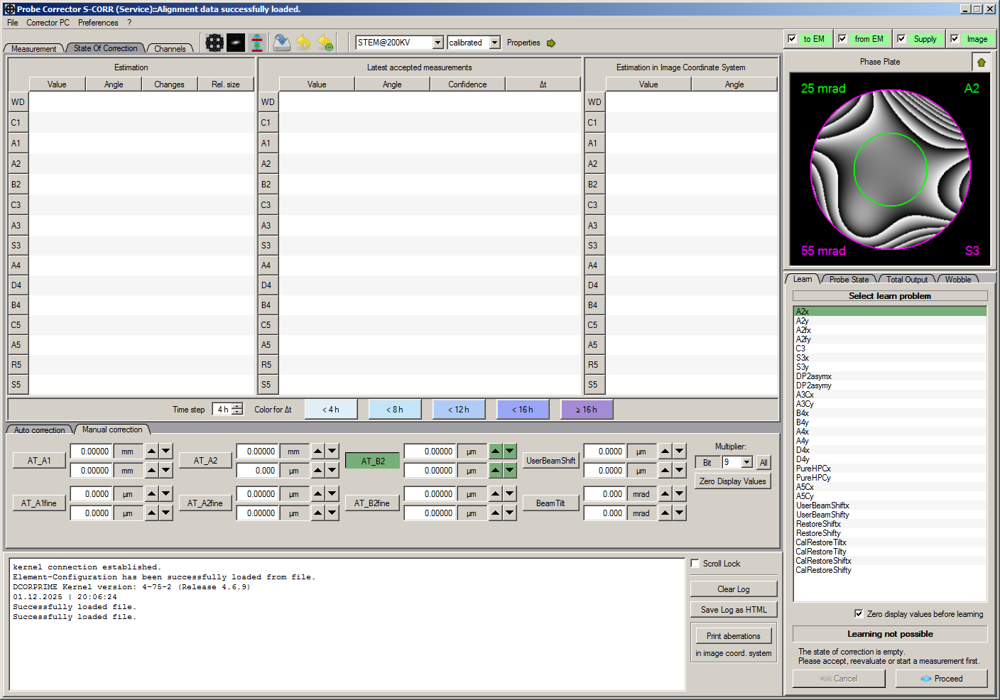 Probe Corrector S-CORR (Service)::Alignment data successfully loaded.
File Corrector PC Preferences ?
Measurement State Of Correction Channels
STEM@200KV calibrated Properties
to EM from EM Supply Image
Estimation
Value Angle Changes Rel. size
WD
C1
A1
A2
B2
C3
A3
S3
A4
D4
B4
C5
A5
R5
S5
Latest accepted measurements
Value Angle Confidence Δt
WD
C1
A1
A2
B2
C3
A3
S3
A4
D4
B4
C5
A5
R5
S5
Estimation in Image Coordinate System
Value Angle
WD
C1
A1
A2
B2
C3
A3
S3
A4
D4
B4
C5
A5
R5
S5
Time step 4 h Color for Δt < 4 h < 8 h < 12 h < 16 h ≥ 16 h
Phase Plate
25 mrad A2
55 mrad S3
Auto correction Manual correction
AT_A1
0.00000 mm
0.00000 mm
AT_A2
0.00000 mm
0.000 µm
AT_B2
0.00000 µm
0.00000 µm
UserBeamShift
0.0000 µm
0.0000 µm
AT_A1fine
0.0000 µm
0.0000 µm
AT_A2fine
0.00000 µm
0.00000 µm
AT_B2fine
0.00000 µm
0.00000 µm
BeamTilt
0.000 mrad
0.000 mrad
Multiplier:
Bit 9 All
Zero Display Values
kernel connection established.
Element-Configuration has been successfully loaded from file.
DCORPRIME Kernel version: 4-75-2 (Release 4.6.9)
01.12.2025 | 20:06:24
Successfully loaded file.
Successfully loaded file.
Scroll Lock
Clear Log
Save Log as HTML
Print aberrations
in image coord. system
Learn Probe State Total Output Wobble
Select learn problem
A2x
A2y
A2fx
A2fy
C3
S3x
S3y
DP2asymx
DP2asymy
A3Cx
A3Cy
B4x
B4y
A4x
A4y
D4x
D4y
PureHPCx
PureHPCy
A5Cx
A5Cy
UserBeamShiftx
UserBeamShifty
RestoreShiftx
RestoreShifty
CalRestoreTiltx
CalRestoreTilty
CalRestoreShiftx
CalRestoreShifty
Zero display values before learning
Learning not possible
The state of correction is empty.
Please accept, reevaluate or start a measurement first.
Cancel Proceed